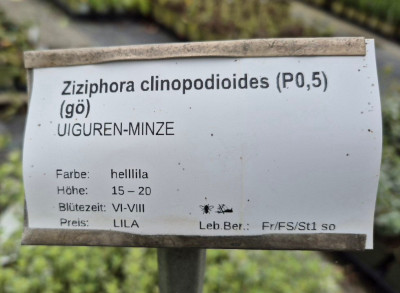 Ziziphora clinopodioides (P0,5)
(gö)
UIGUREN-MINZE
Farbe: helllila
Höhe: 15 – 20
Blütezeit: VI-VIII
Preis: LILA Leb.Ber.: Fr/FS/St1 so